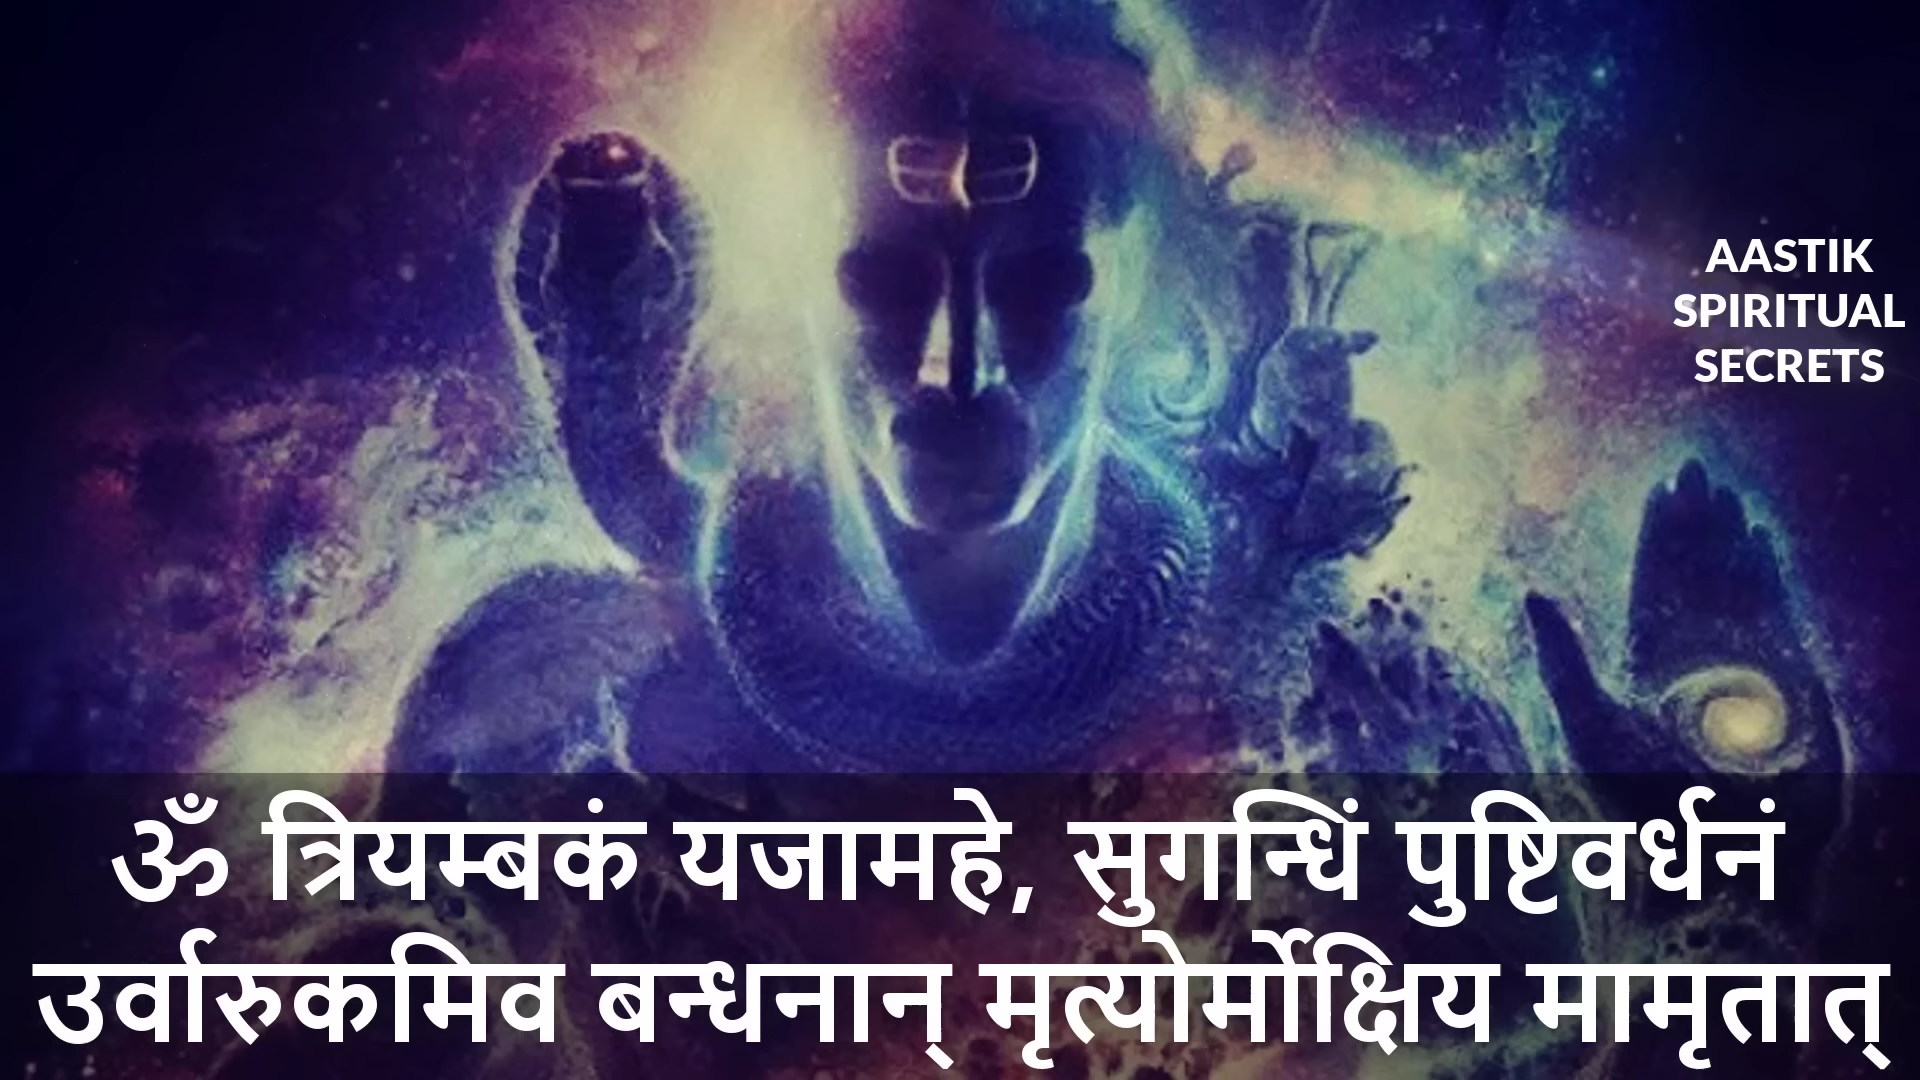 AASTIK
SPIRITUAL
SECRETS
ॐ त्रियम्बकं यजामहे, सुगन्धिं पुष्टिवर्धनं
उर्वारुकमिव बन्धनान् मृत्योर्मोक्षिय मामृतात्